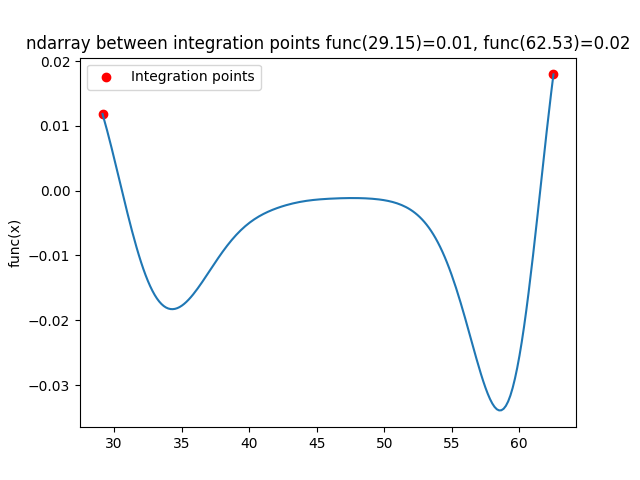 ndarray between integration points func(29.15)=0.01, func(62.53)=0.02
Integration points
func(x)
0.02
0.01
0.00
−0.01
−0.02
−0.03
30 35 40 45 50 55 60